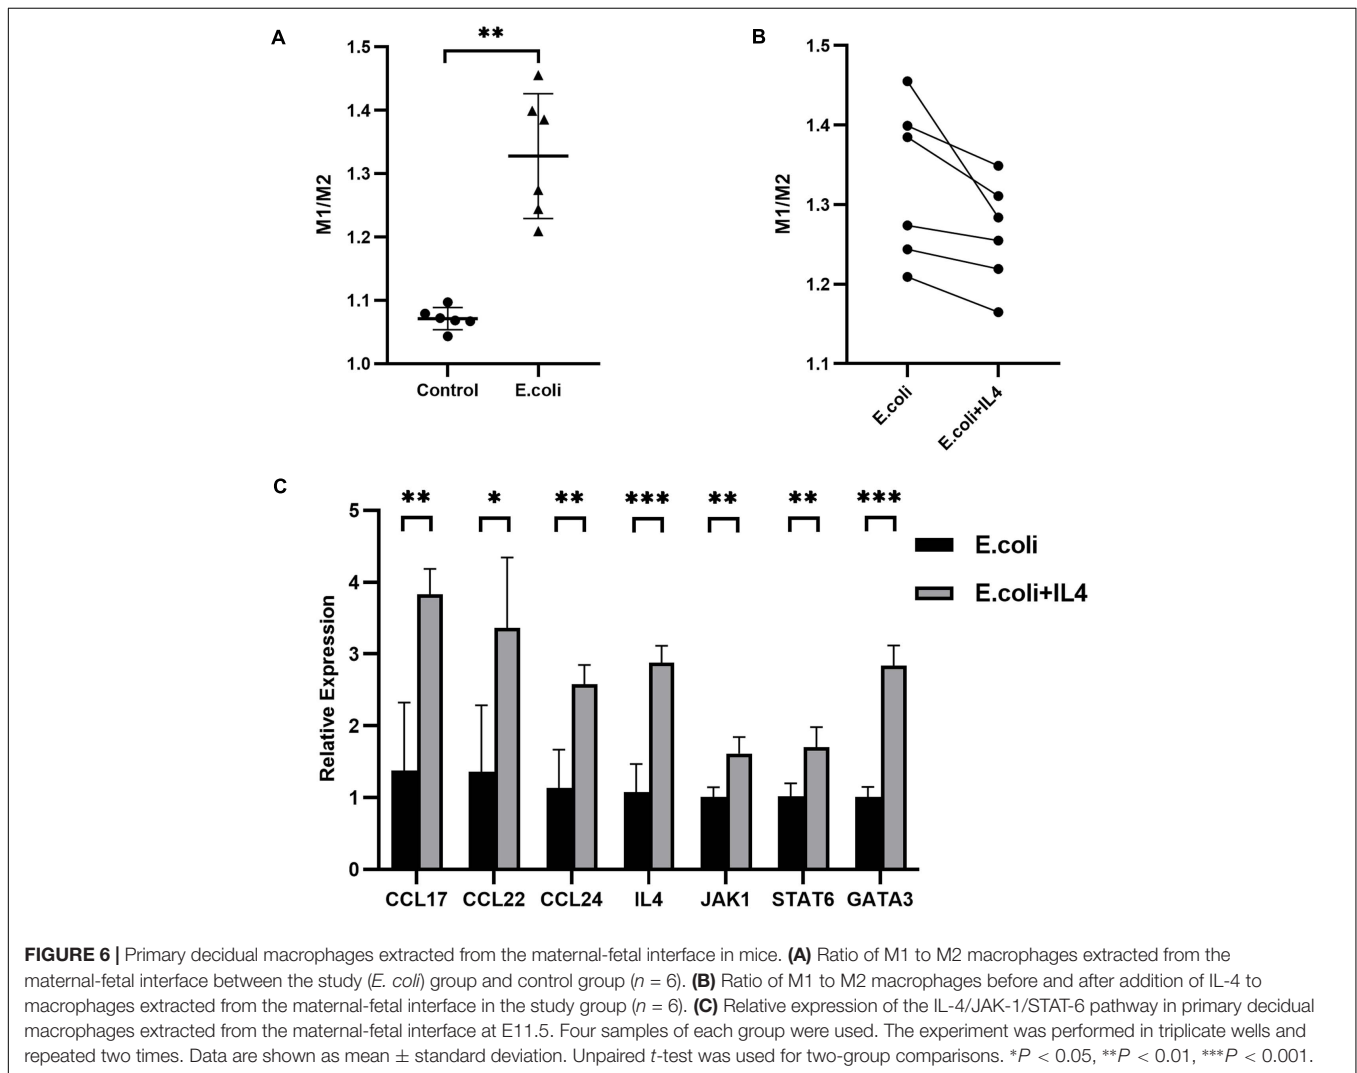 A
**
1.5
1.4
1.3
1.2
1.1
1.0
M1/M2
Control
E.coli
B
1.5
1.4
1.3
1.2
1.1
M1/M2
E.coli
E.coli+IL4
C
** * ** *** ** ** ***
5
4
3
2
1
0
Relative Expression
CCL17 CCL22 CCL24 IL4 JAK1 STAT6 GATA3
E.coli
E.coli+IL4
FIGURE 6 | Primary decidual macrophages extracted from the maternal-fetal interface in mice. (A) Ratio of M1 to M2 macrophages extracted from the
maternal-fetal interface between the study (E. coli) group and control group (n = 6). (B) Ratio of M1 to M2 macrophages before and after addition of IL-4 to
macrophages extracted from the maternal-fetal interface in the study group (n = 6). (C) Relative expression of the IL-4/JAK-1/STAT-6 pathway in primary decidual
macrophages extracted from the maternal-fetal interface at E11.5. Four samples of each group were used. The experiment was performed in triplicate wells and
repeated two times. Data are shown as mean ± standard deviation. Unpaired t-test was used for two-group comparisons. *P < 0.05, **P < 0.01, ***P < 0.001.